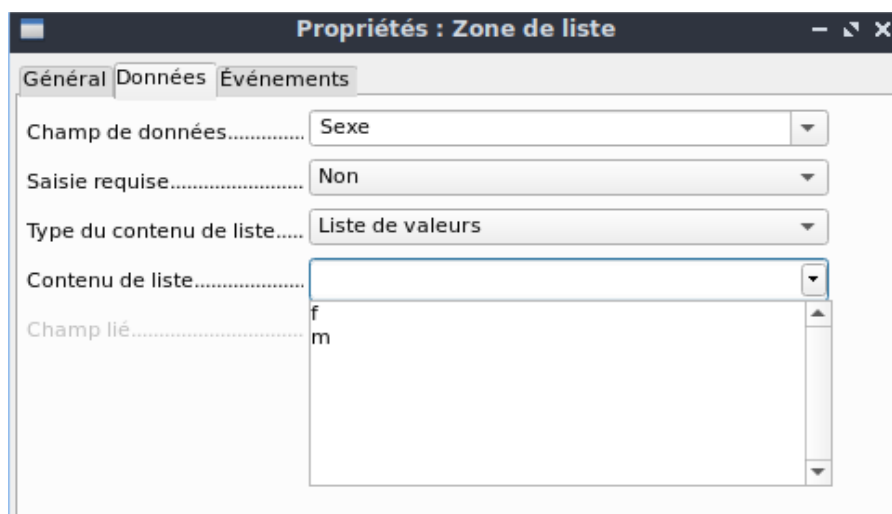 Propriétés : Zone de liste
Général Données Événements
Champ de données.............. Sexe
Saisie requise........................ Non
Type du contenu de liste..... Liste de valeurs
Contenu de liste....................
f
Champ lié...............................
m